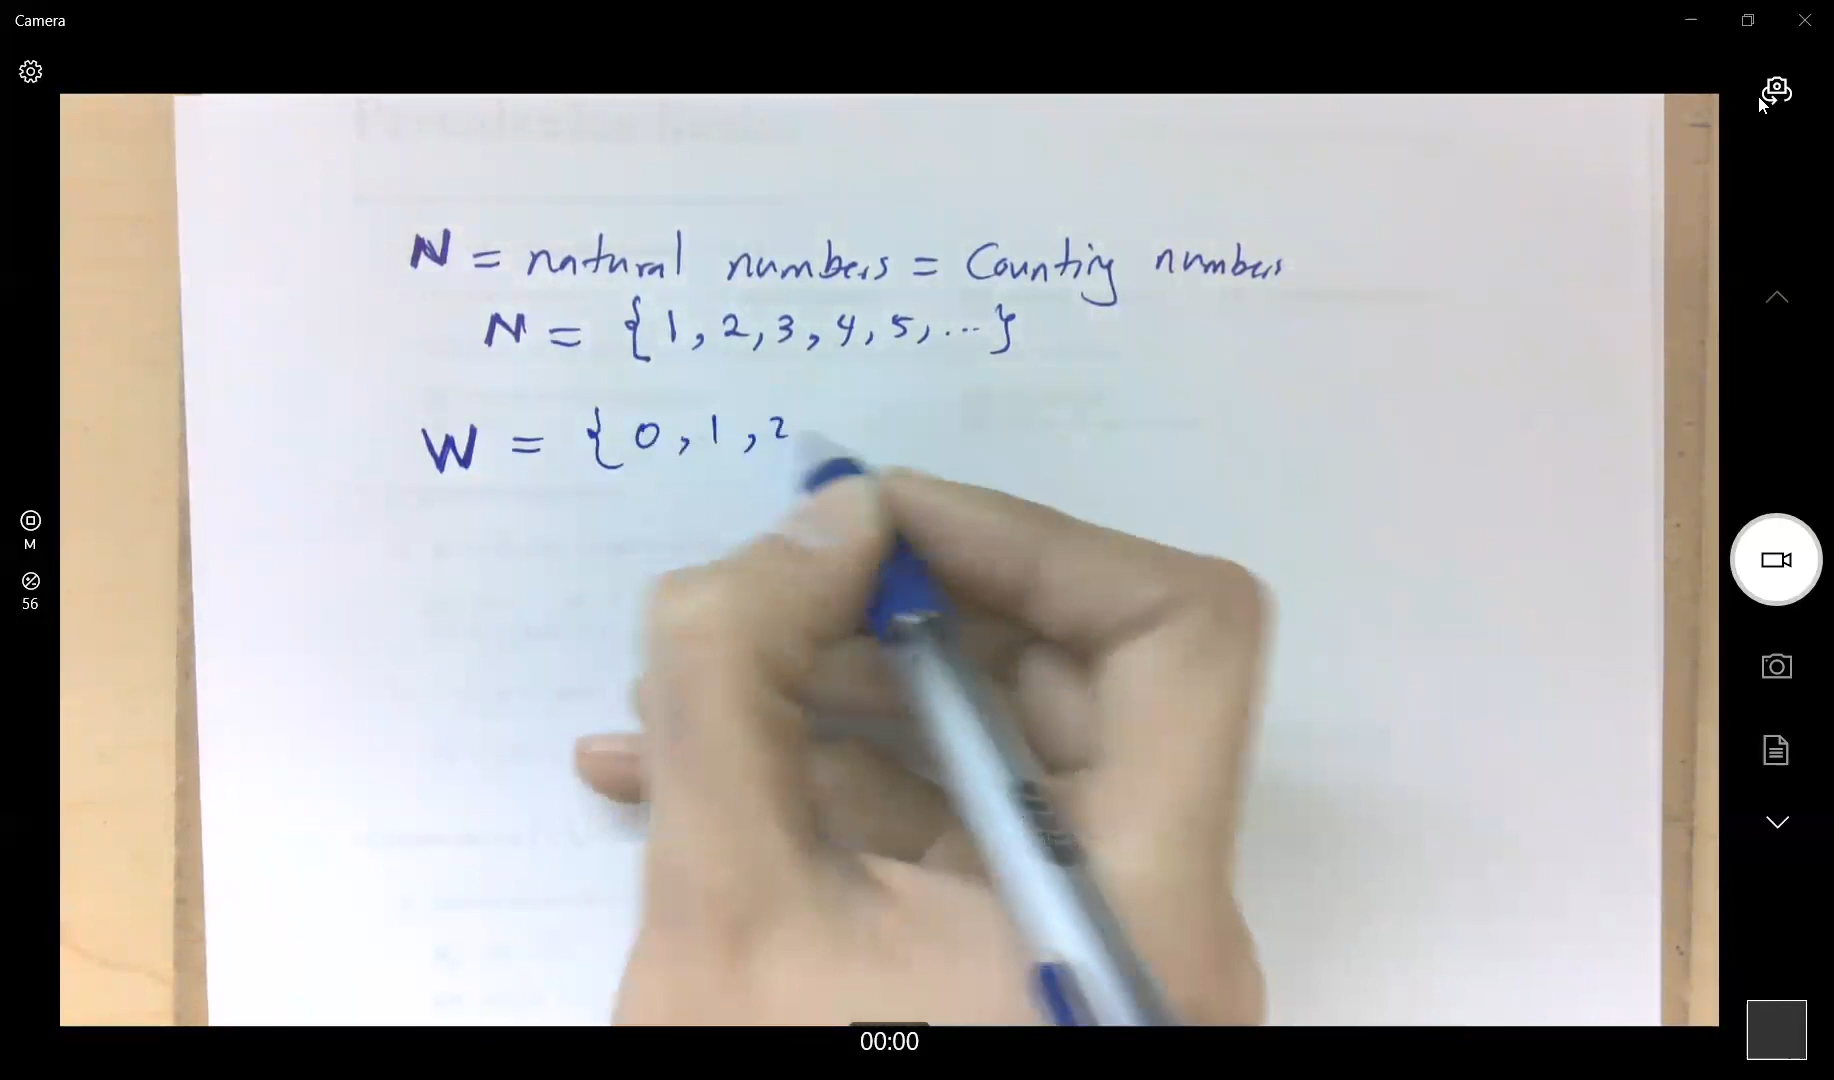 Camera
N = natural numbers = Counting numbers
N = {1, 2, 3, 4, 5, ... }
W = { 0, 1, 2
M
56
00:00